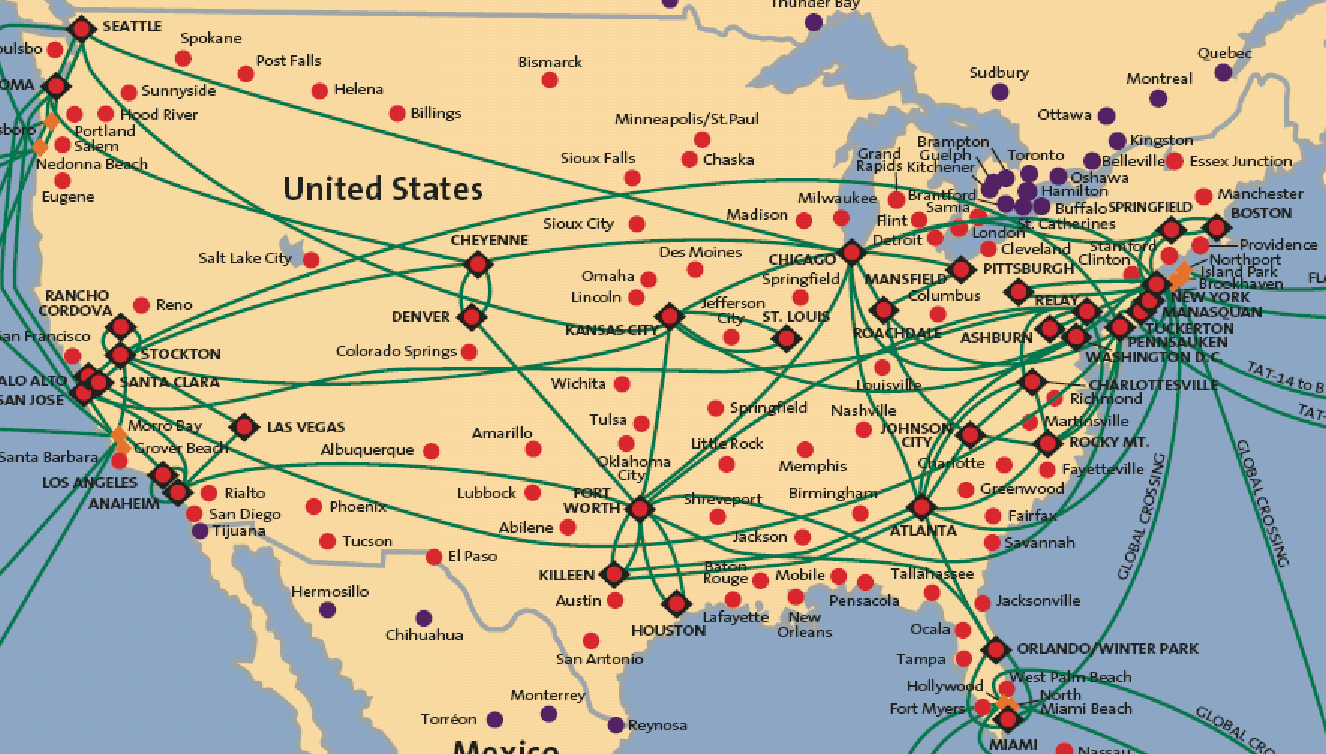 Thunder Bay
SEATTLE
Spokane
Post Falls
Bismarck
Quebec
Sudbury
Montreal
Helena
Sunnyside
Billings
Hood River
Portland
Salem
Nedonna Beach
Eugene
Minneapolis/St.Paul
Chaska
Sioux Falls
Ottawa
Kingston
Brampton
Guelph
Kitchener
Toronto
Belleville
Essex Junction
Oshawa
Grand
Rapids
Hamilton
Brantford
Manchester
United States
Milwaukee
Madison
Flint
Sarnia
Buffalo
SPRINGFIELD
BOSTON
St. Catherines
London
Sioux City
Detroit
CHEYENNE
Cleveland
Stamford
Providence
Salt Lake City
Des Moines
CHICAGO
Clinton
Northport
Island Park
Brookhaven
Omaha
Springfield
MANSFIELD
PITTSBURGH
Lincoln
Columbus
RELAY
NEW YORK
MANASQUAN
RANCHO
CORDOVA
Reno
DENVER
KANSAS CITY
Jefferson
City
ST. LOUIS
ROACHDALE
ASHBURN
TUCKERTON
PENNSAUKEN
WASHINGTON D.C.
San Francisco
STOCKTON
Colorado Springs
Louisville
PALO ALTO
SANTA CLARA
SAN JOSE
Wichita
CHARLOTTESVILLE
Richmond
TAT-14 to
TAT-
Springfield
Nashville
Martinsville
Morro Bay
LAS VEGAS
Tulsa
JOHNSON
CITY
ROCKY MT.
Grover Beach
Albuquerque
Amarillo
Oklahoma
City
Little Rock
Memphis
Charlotte
Fayetteville
Santa Barbara
LOS ANGELES
ANAHEIM
Rialto
San Diego
Tijuana
Phoenix
Lubbock
FORT
WORTH
Shreveport
Birmingham
Greenwood
Fairfax
ATLANTA
Abilene
Jackson
Savannah
Tucson
El Paso
GLOBAL CROSSING
GLOBAL CROSSING
KILLEEN
Baton
Rouge
Mobile
Tallahassee
Hermosillo
Austin
Lafayette
New
Orleans
Pensacola
Jacksonville
Chihuahua
HOUSTON
Ocala
San Antonio
ORLANDO/WINTER PARK
Tampa
West Palm Beach
Hollywood
North
Miami Beach
Fort Myers
Monterrey
Torréon
Reynosa
GLOBAL
MIAMI
Nassau
Mexico